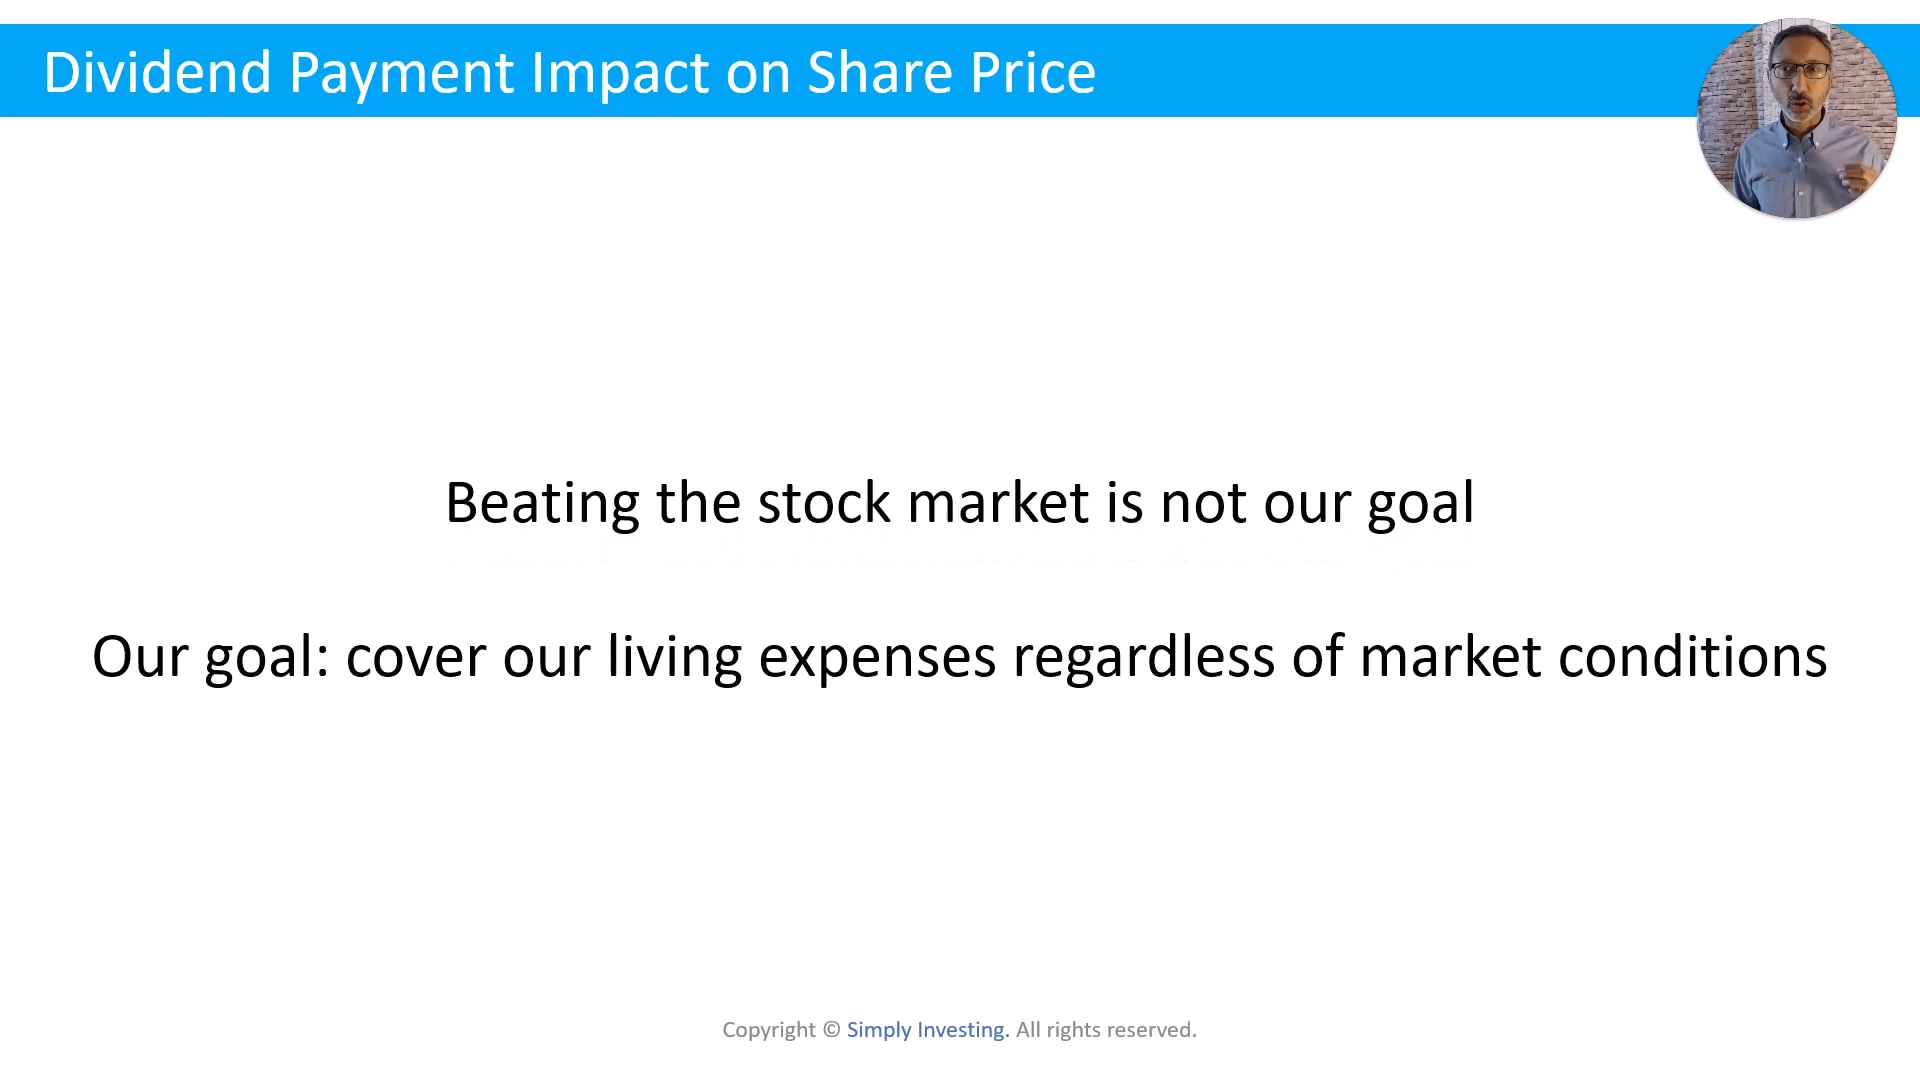 Dividend Payment Impact on Share Price
Beating the stock market is not our goal
Our goal: cover our living expenses regardless of market conditions
Copyright © Simply Investing. All rights reserved.